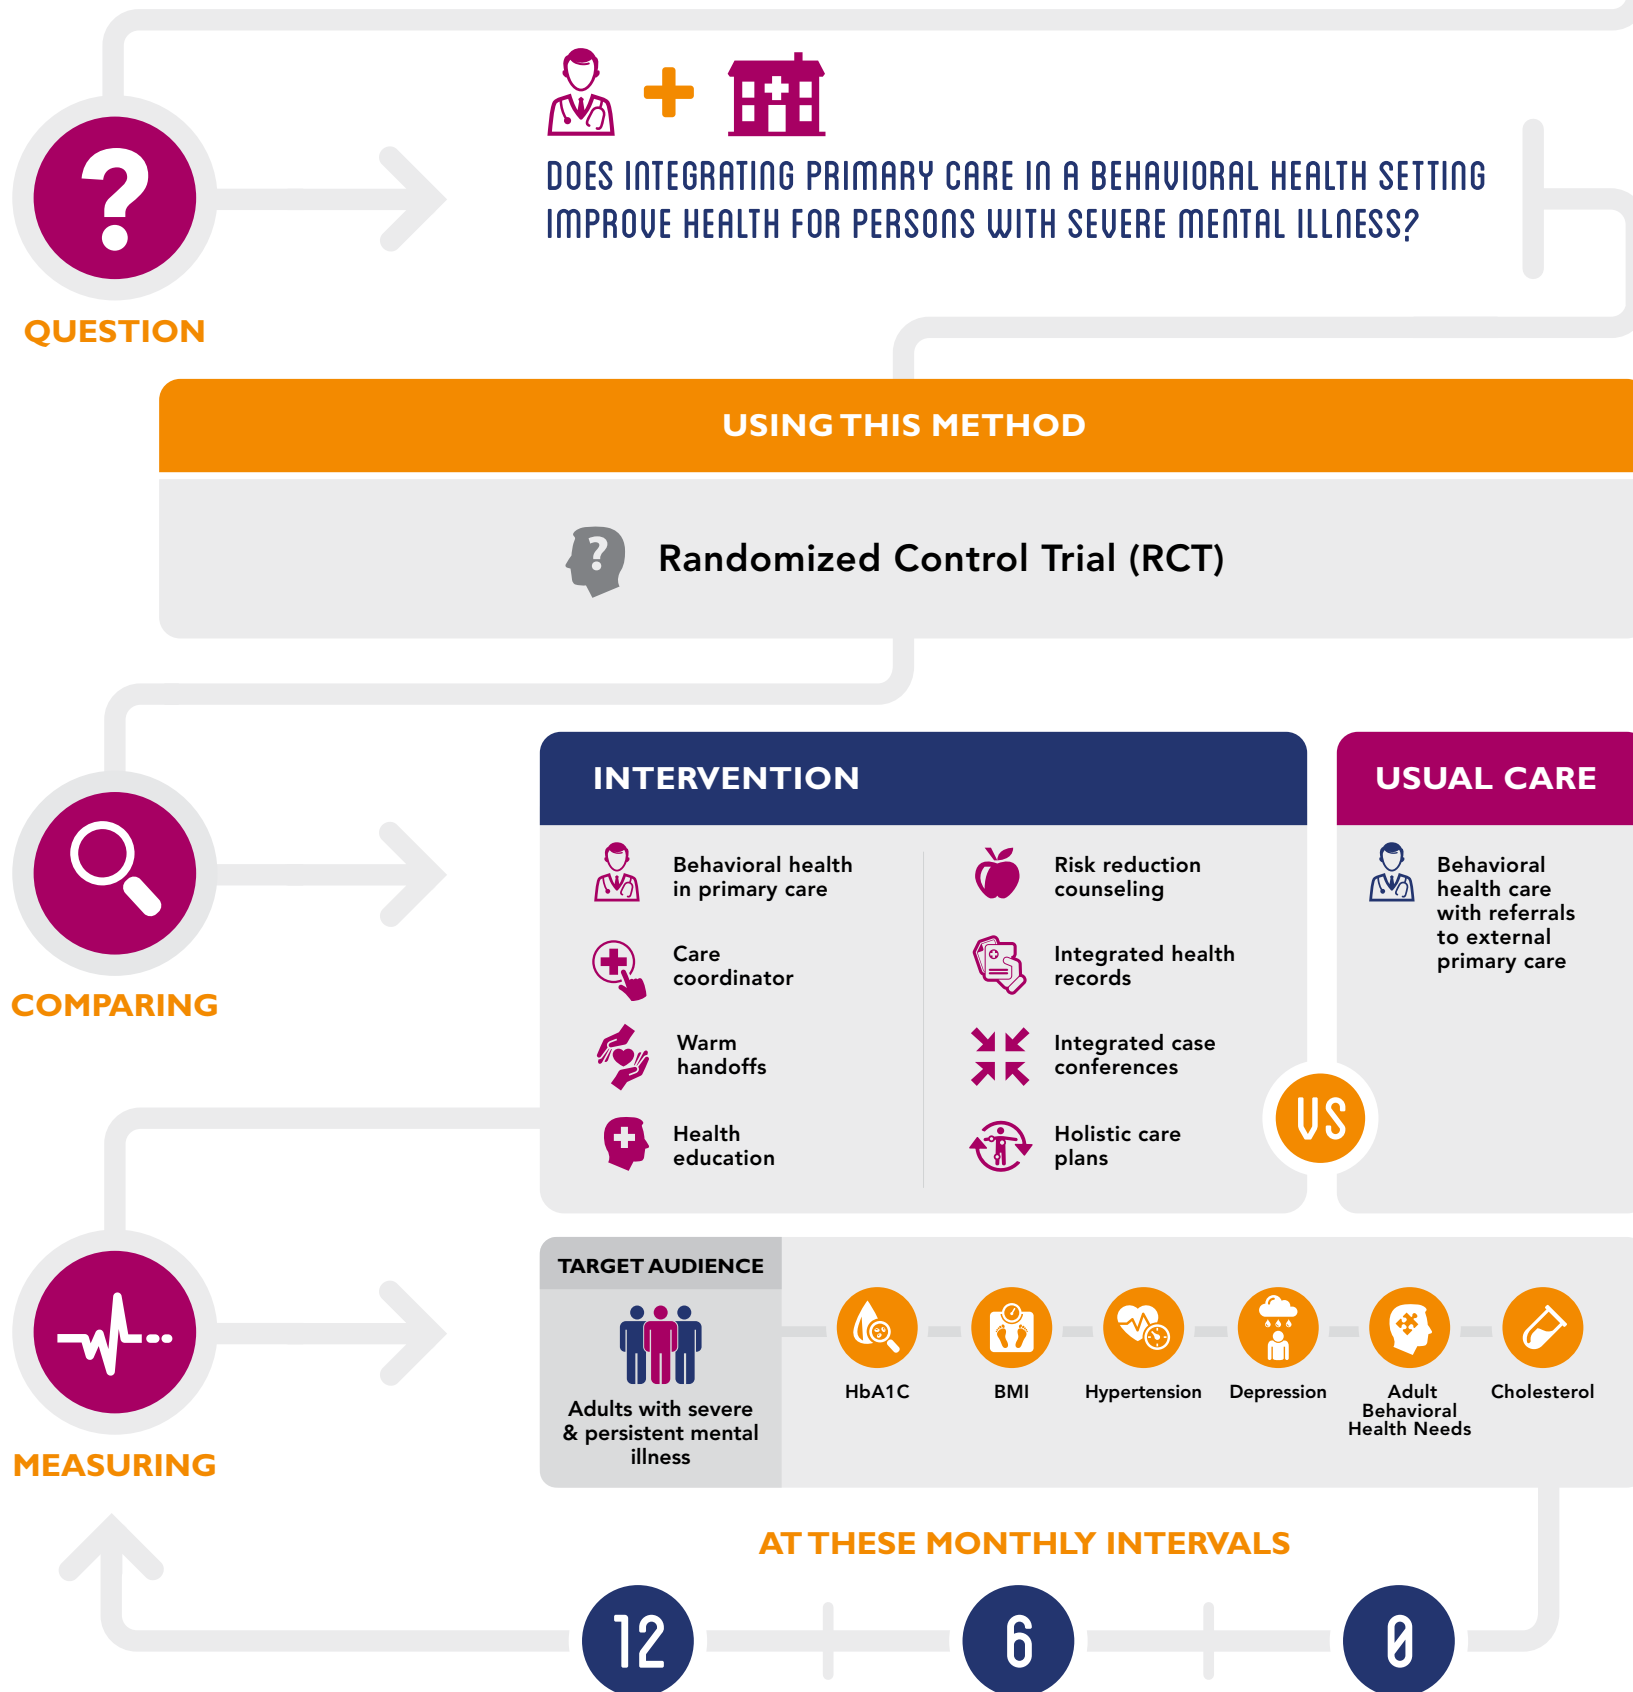 ?
DOES INTEGRATING PRIMARY CARE IN A BEHAVIORAL HEALTH SETTING
IMPROVE HEALTH FOR PERSONS WITH SEVERE MENTAL ILLNESS?
QUESTION
USING THIS METHOD
?
Randomized Control Trial (RCT)
COMPARING
INTERVENTION
Behavioral health
in primary care
Care
coordinator
Warm
handoffs
Health
education
Risk reduction
counseling
Integrated health
records
Integrated case
conferences
Holistic care
plans
VS
USUAL CARE
Behavioral
health care
with referrals
to external
primary care
MEASURING
TARGET AUDIENCE
Adults with severe
& persistent mental
illness
HbA1C
BMI
Hypertension
Depression
Adult
Behavioral
Health Needs
Cholesterol
AT THESE MONTHLY INTERVALS
12
6
0